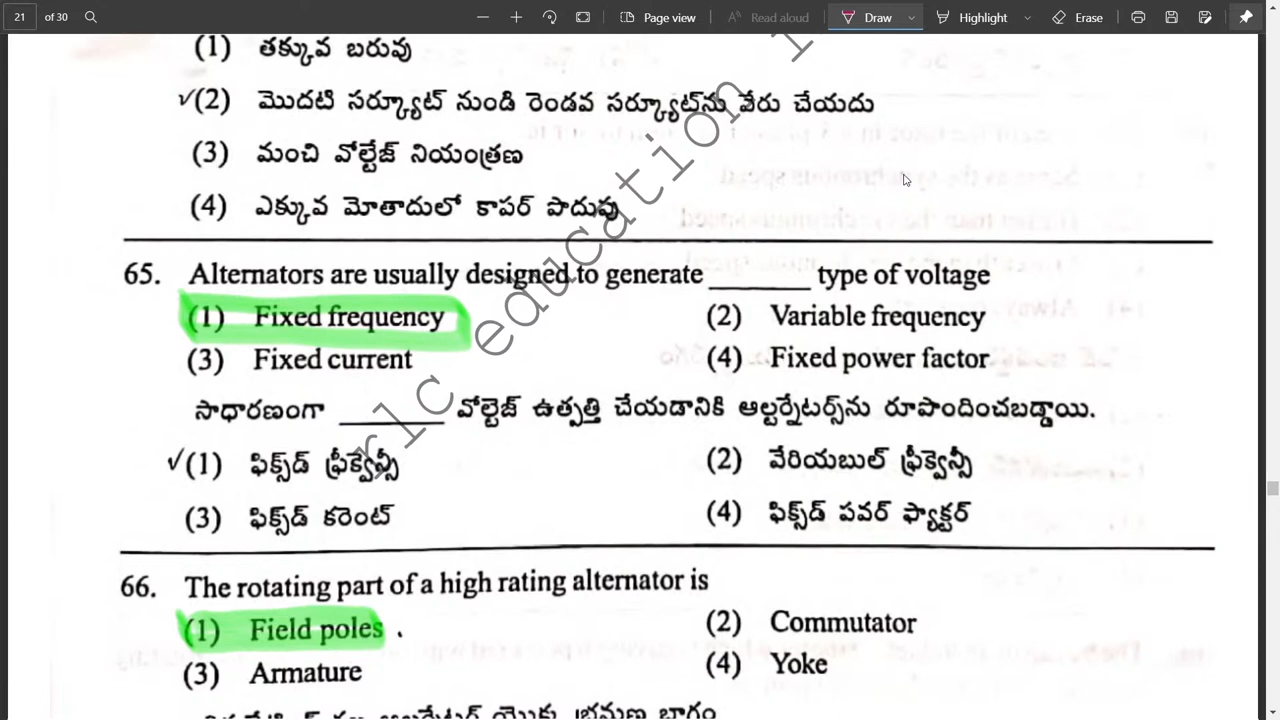 21 of 30 Page view Read aloud Draw Highlight Erase
(1) తక్కువ బరువు
(2) మొదటి సర్క్యూట్ నుండి రెండవ సర్క్యూట్‌ను వేరు చేయదు
(3) మంచి వోల్టేజ్ నియంత్రణ
(4) ఎక్కువ మోతాదులో కాపర్ పొదుపు
rlc education
65. Alternators are usually designed to generate ________ type of voltage
(1) Fixed frequency (2) Variable frequency
(3) Fixed current (4) Fixed power factor
సాధారణంగా ________ వోల్టెజ్ ఉత్పత్తి చేయడానికి ఆల్టర్నేటర్స్‌ను రూపొందించబడ్డాయి.
(1) ఫిక్స్‌డ్ ఫ్రీక్వెన్సీ (2) వేరియబుల్ ఫ్రీక్వెన్సీ
(3) ఫిక్స్‌డ్ కరెంట్ (4) ఫిక్స్‌డ్ పవర్ ఫ్యాక్టర్
66. The rotating part of a high rating alternator is
(1) Field poles . (2) Commutator
(3) Armature (4) Yoke
యొక్క భ్రమణ భాగం